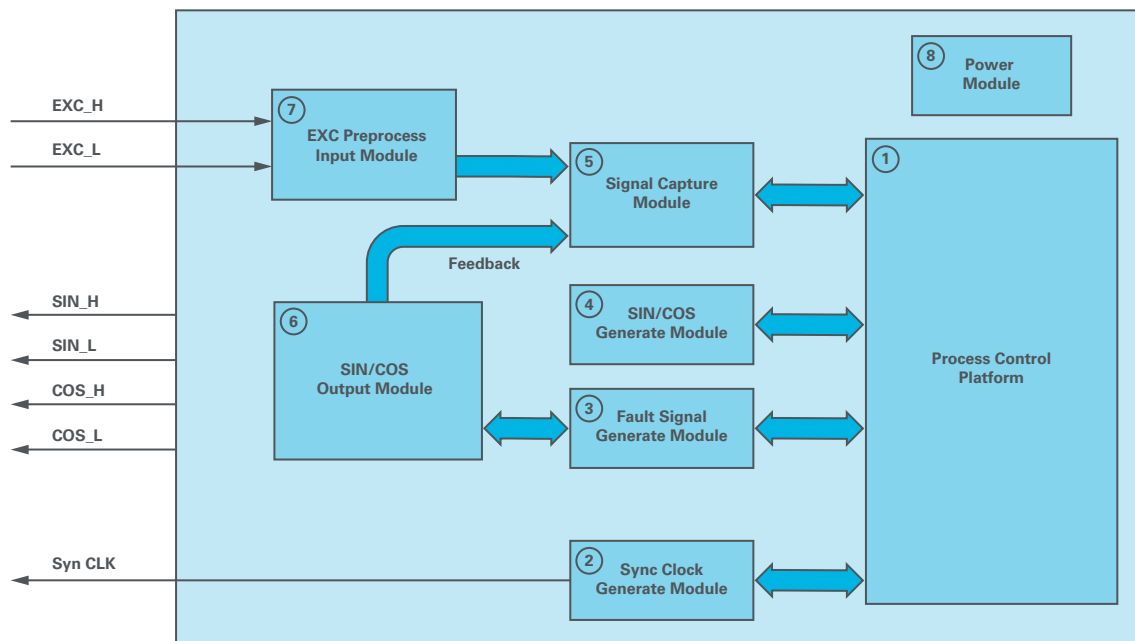 8
Power
Module
EXC_H
EXC_L
7
EXC Preprocess
Input Module
5
Signal Capture
Module
1
Process Control
Platform
Feedback
SIN_H
SIN_L
COS_H
COS_L
6
SIN/COS
Output Module
4
SIN/COS
Generate Module
3
Fault Signal
Generate Module
Syn CLK
2
Sync Clock
Generate Module